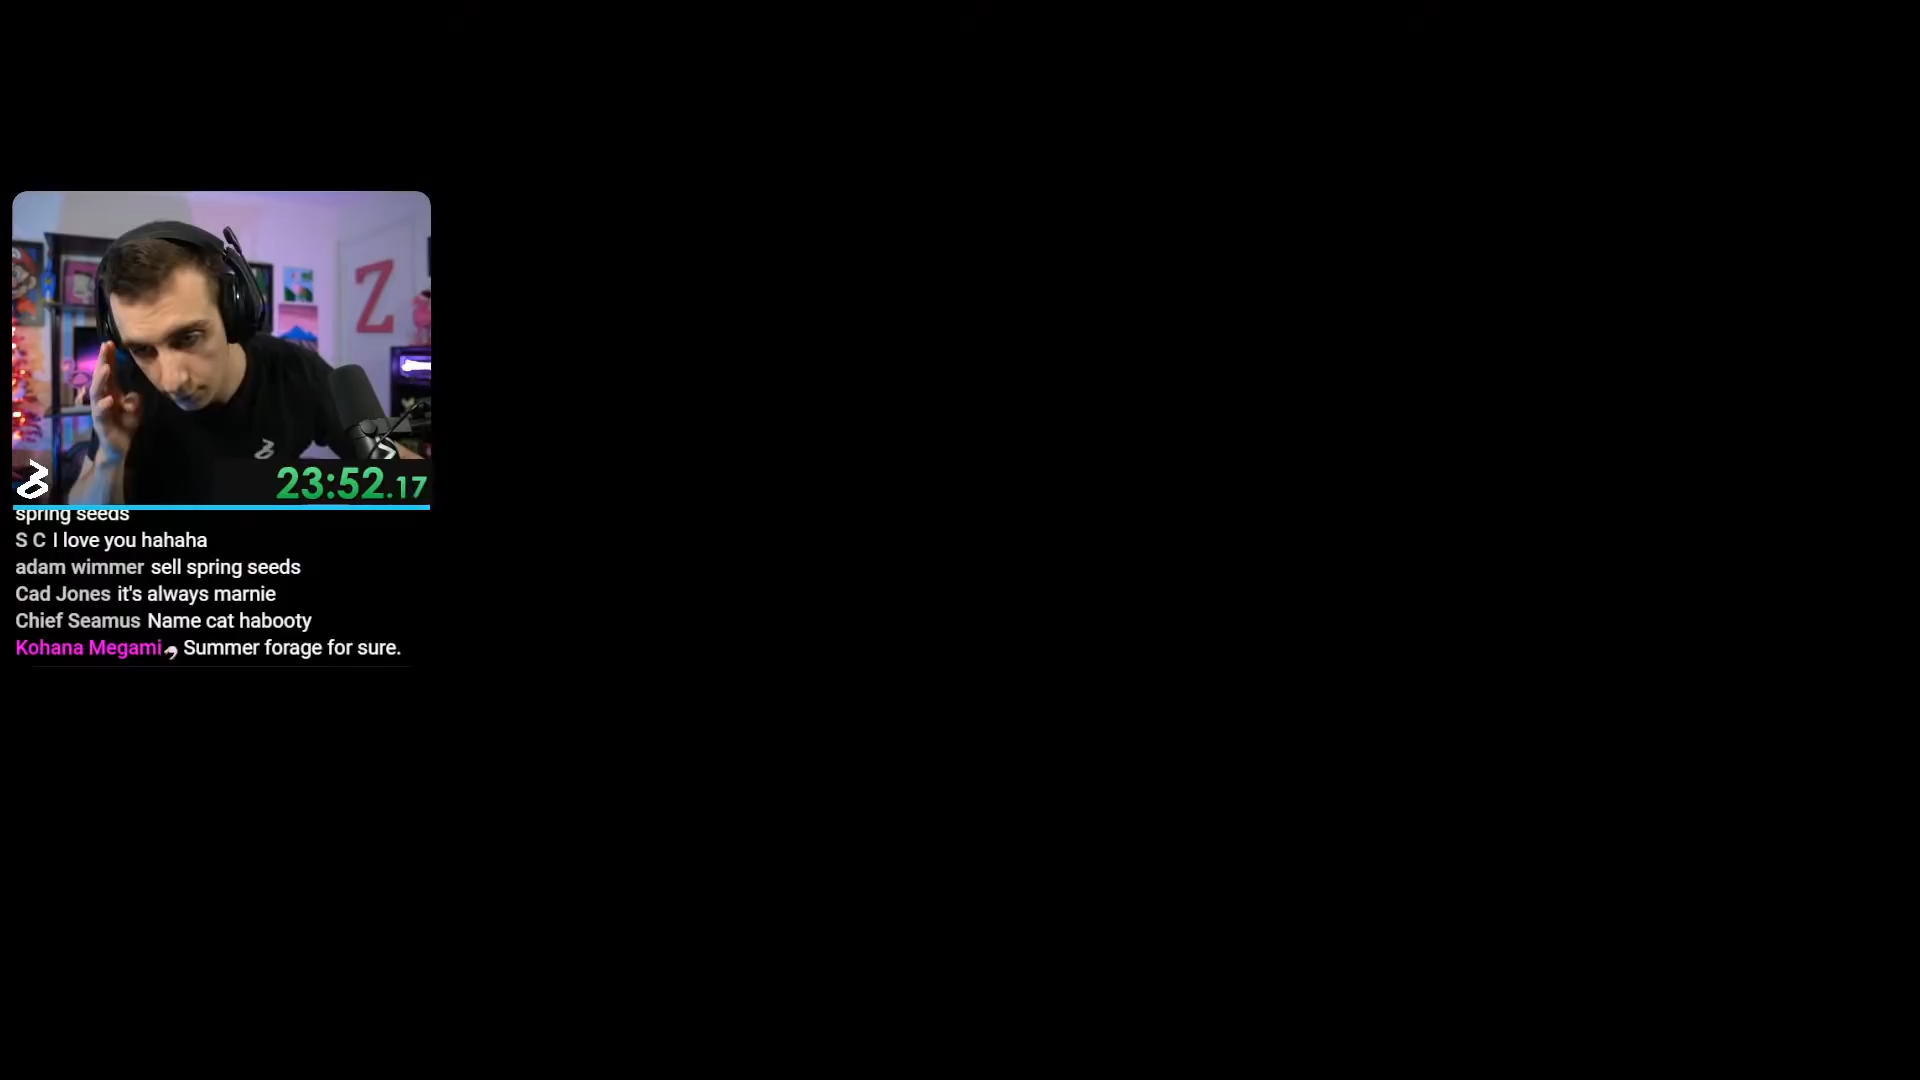 Z
23:52.17
spring seeds
S C I love you hahaha
adam wimmer sell spring seeds
Cad Jones it's always marnie
Chief Seamus Name cat habooty
Kohana Megami Summer forage for sure.